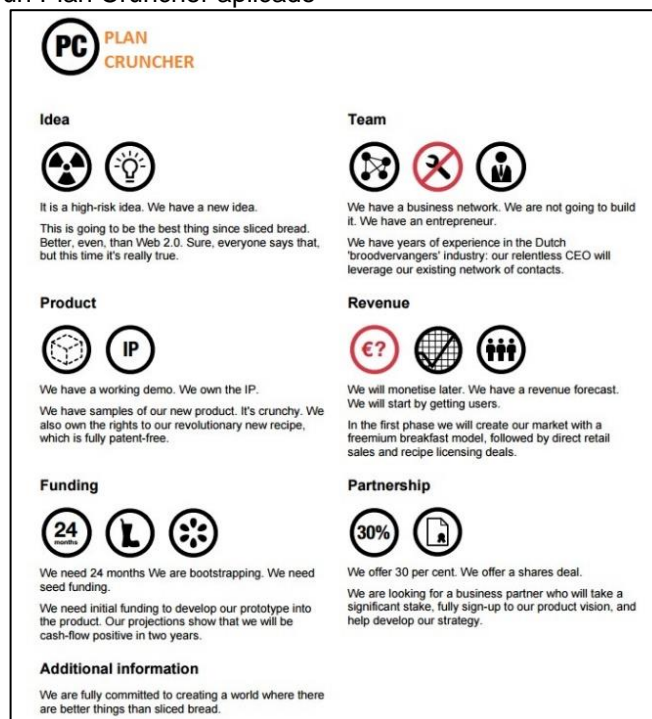 un Plan Cruncher aplicado
PC
PLAN
CRUNCHER
Idea
It is a high-risk idea. We have a new idea.
This is going to be the best thing since sliced bread.
Better, even, than Web 2.0. Sure, everyone says that,
but this time it's really true.
Team
We have a business network. We are not going to build
it. We have an entrepreneur.
We have years of experience in the Dutch
'broodvervangers' industry: our relentless CEO will
leverage our existing network of contacts.
Product
IP
We have a working demo. We own the IP.
We have samples of our new product. It's crunchy. We
also own the rights to our revolutionary new recipe,
which is fully patent-free.
Revenue
€?
We will monetise later. We have a revenue forecast.
We will start by getting users.
In the first phase we will create our market with a
freemium breakfast model, followed by direct retail
sales and recipe licensing deals.
Funding
24
months
We need 24 months We are bootstrapping. We need
seed funding.
We need initial funding to develop our prototype into
the product. Our projections show that we will be
cash-flow positive in two years.
Partnership
30%
We offer 30 per cent. We offer a shares deal.
We are looking for a business partner who will take a
significant stake, fully sign-up to our product vision, and
help develop our strategy.
Additional information
We are fully committed to creating a world where there
are better things than sliced bread.